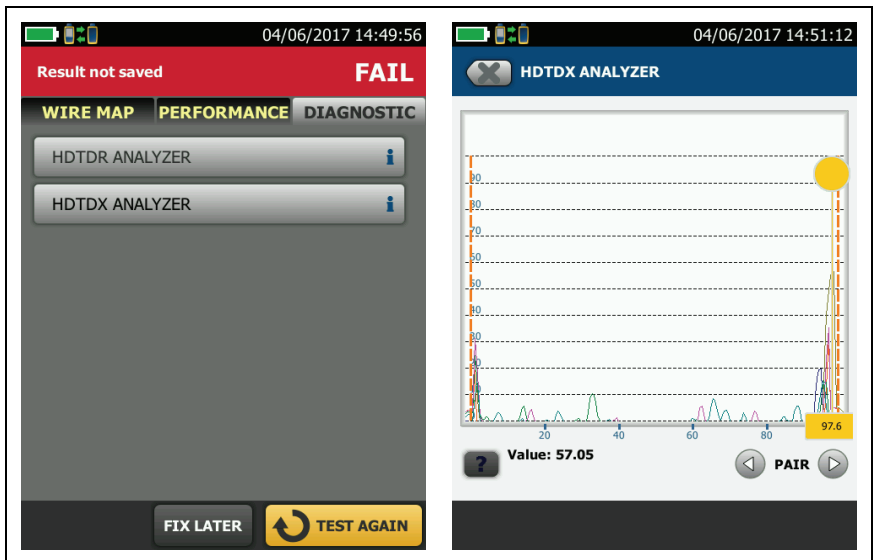 04/06/2017 14:49:56
Result not saved FAIL
WIRE MAP PERFORMANCE DIAGNOSTIC
HDTDR ANALYZER i
HDTDX ANALYZER i
FIX LATER TEST AGAIN
04/06/2017 14:51:12
HDTDX ANALYZER
90
80
70
60
50
40
30
20
20 40 60 80 97.6
? Value: 57.05 PAIR